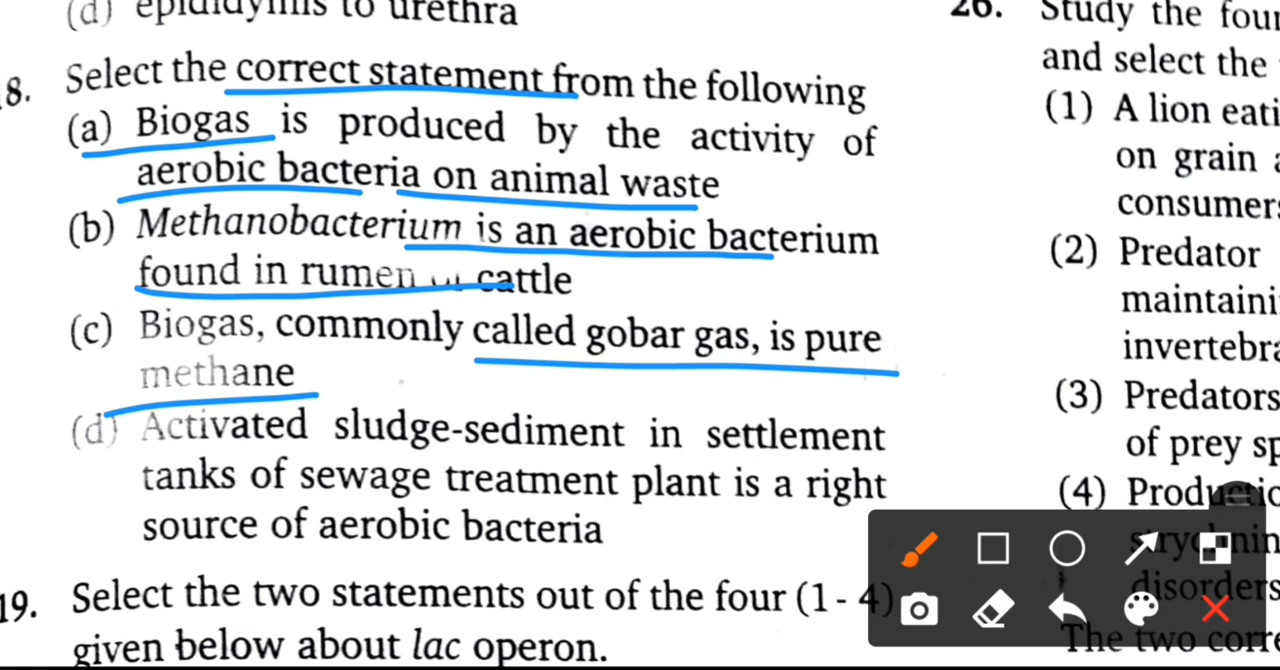 (d) epididymis to urethra
8. Select the correct statement from the following
(a) Biogas is produced by the activity of
aerobic bacteria on animal waste
(b) Methanobacterium is an aerobic bacterium
found in rumen of cattle
(c) Biogas, commonly called gobar gas, is pure
methane
(d) Activated sludge-sediment in settlement
tanks of sewage treatment plant is a right
source of aerobic bacteria
19. Select the two statements out of the four (1 - 4)
given below about lac operon.
26. Study the four
and select the
(1) A lion eati
on grain a
consumers
(2) Predator
maintaini
invertebra
(3) Predators
of prey sp
(4) Productio
strychnin
disorders
The two corre